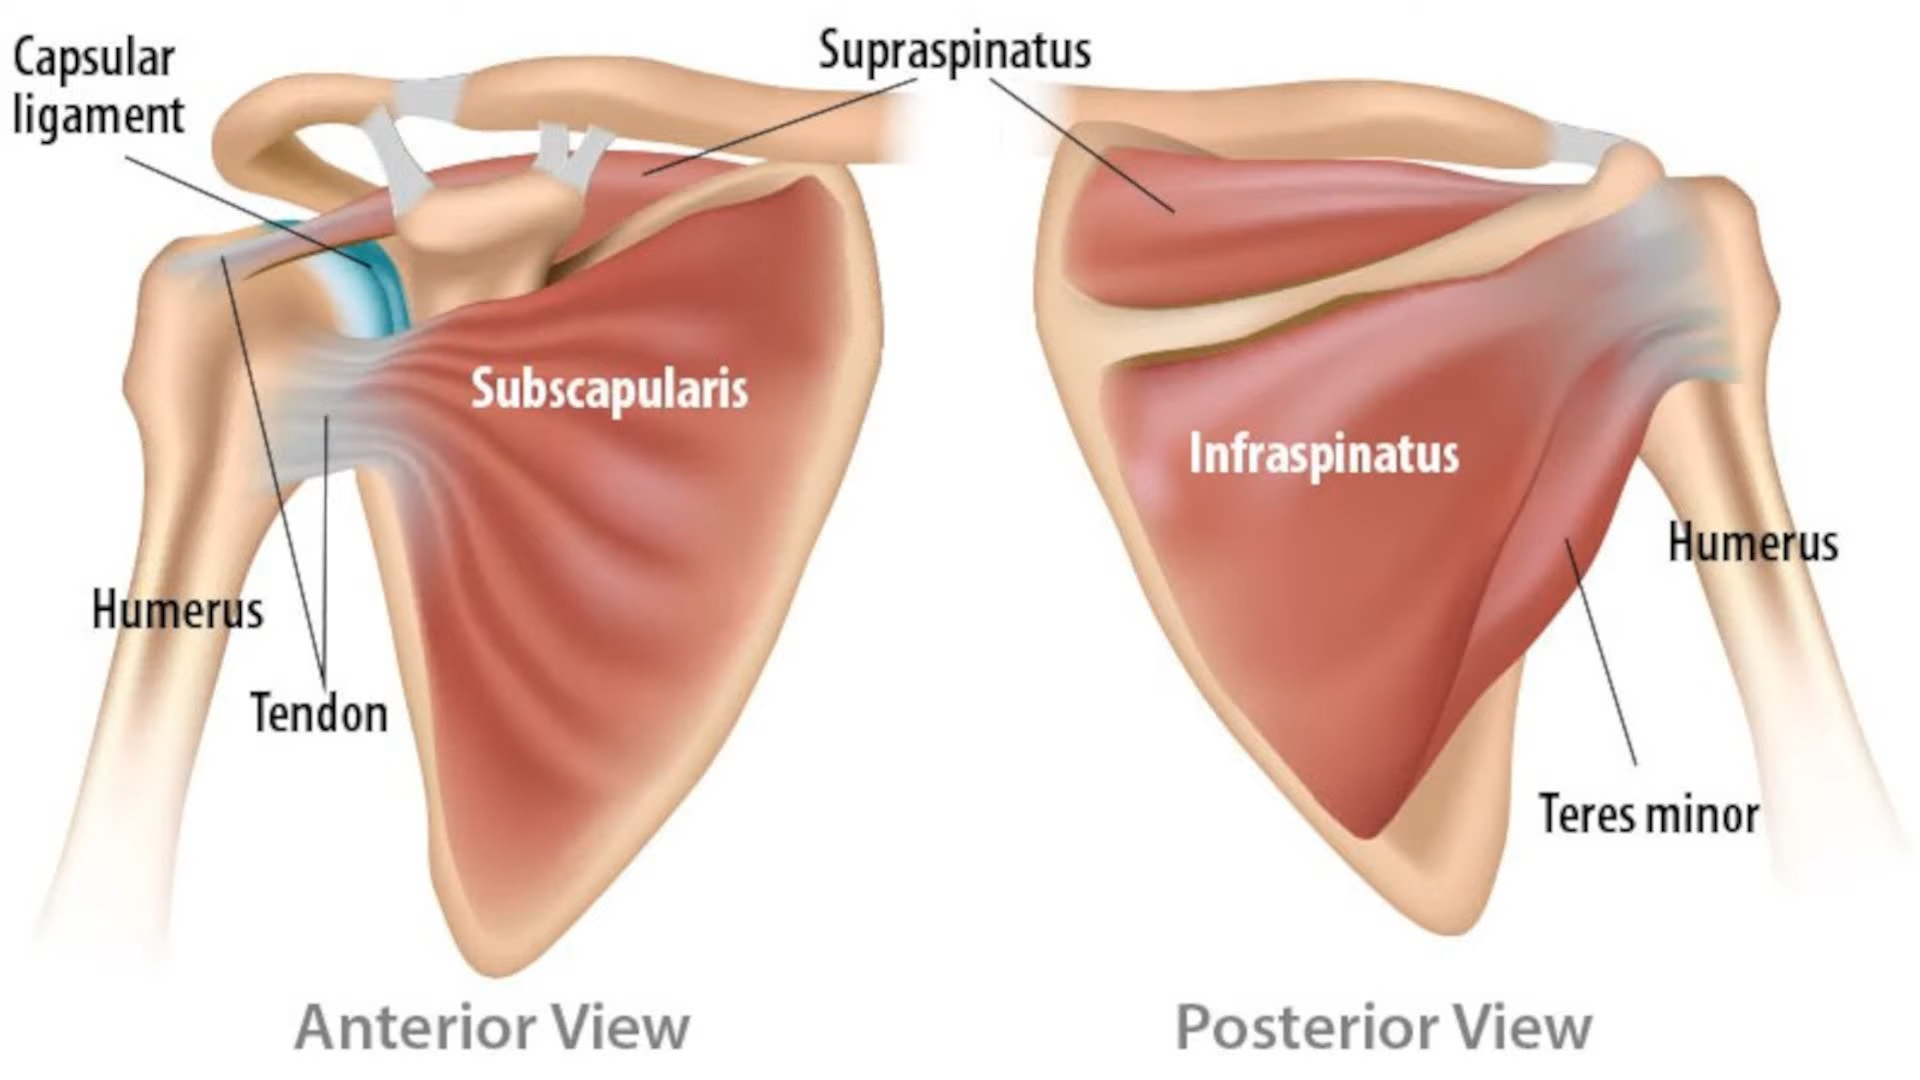 Capsular
ligament
Supraspinatus
Subscapularis
Infraspinatus
Humerus
Humerus
Tendon
Teres minor
Anterior View
Posterior View